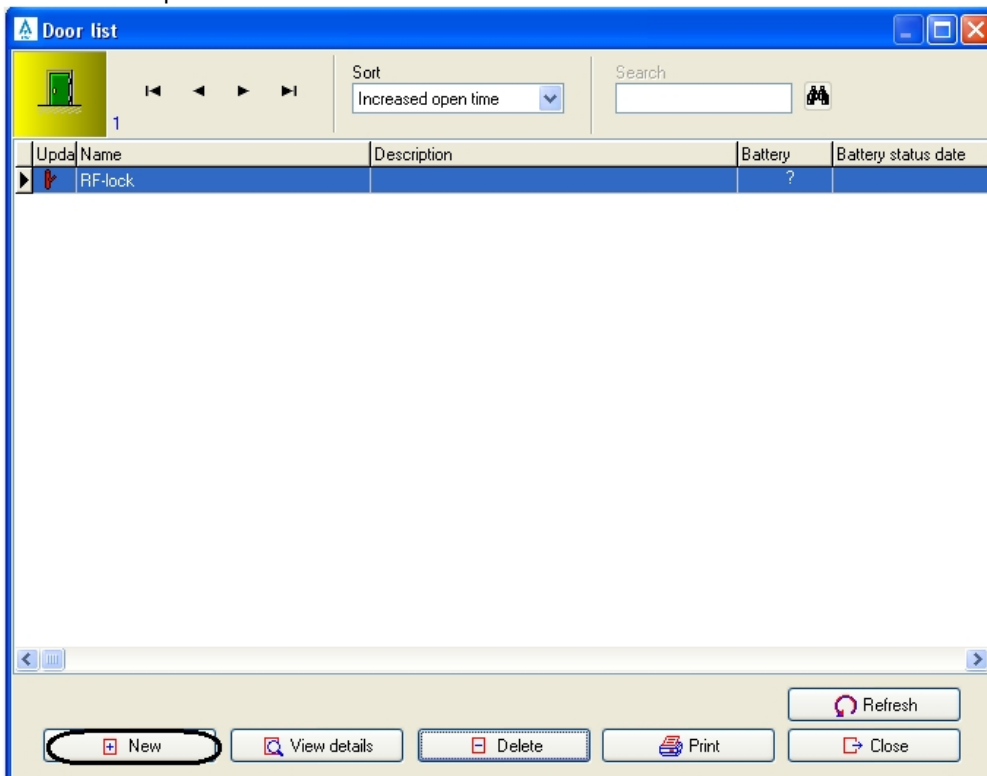 Door list
Sort
Search
Increased open time
1
Upda Name Description Battery Battery status date
RF-lock ?
Refresh
New View details Delete Print Close